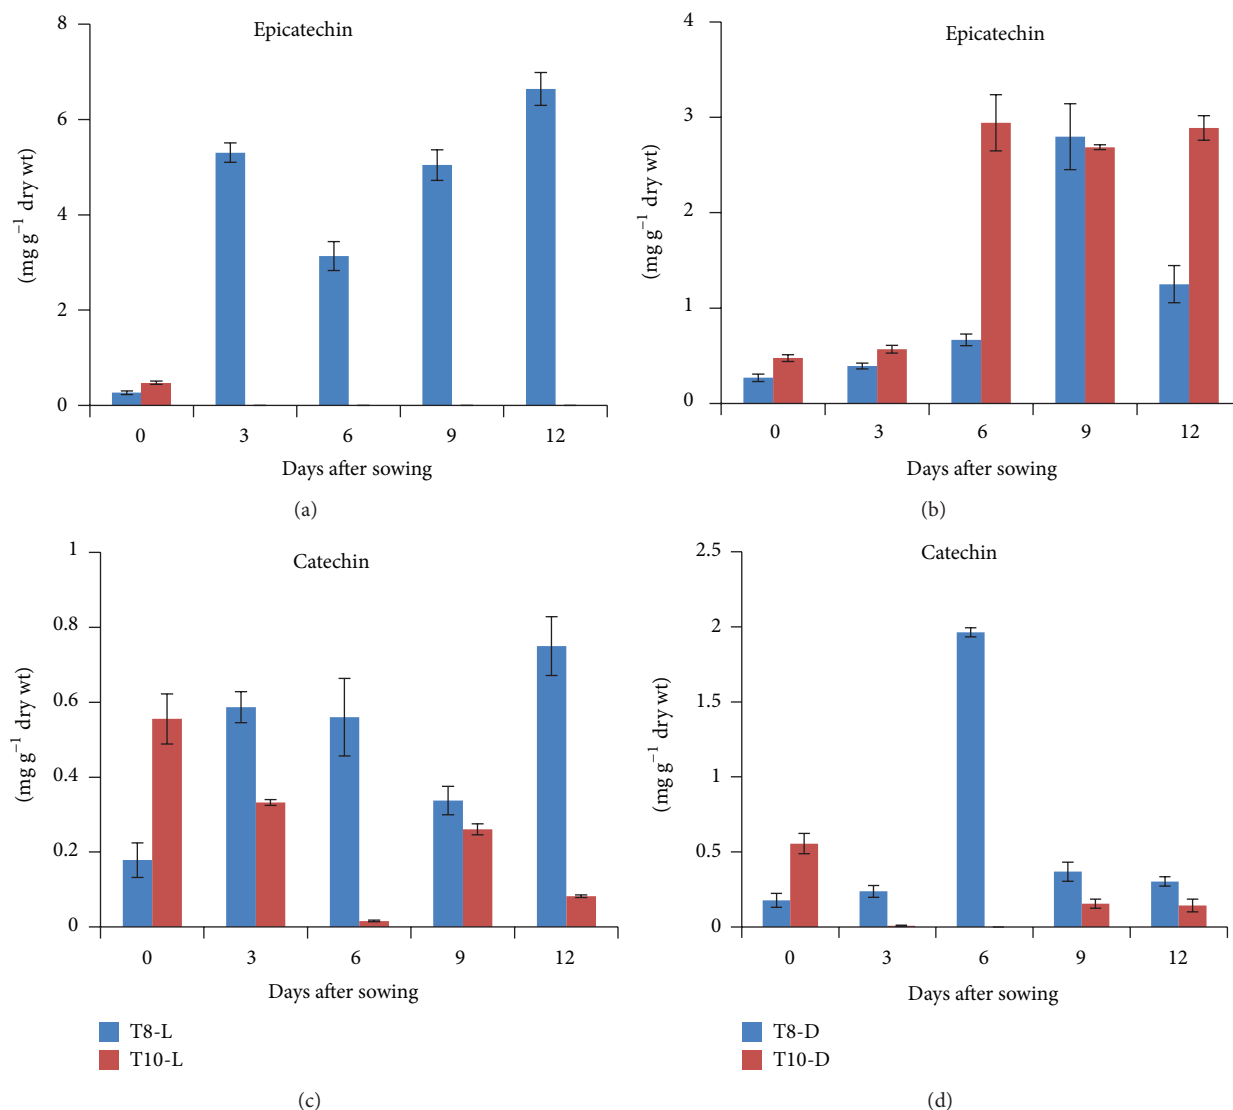 Epicatechin
8
6
4
2
0
(mg g⁻¹ dry wt)
0 3 6 9 12
Days after sowing
(a)
Epicatechin
4
3
2
1
0
(mg g⁻¹ dry wt)
0 3 6 9 12
Days after sowing
(b)
Catechin
1
0.8
0.6
0.4
0.2
0
(mg g⁻¹ dry wt)
0 3 6 9 12
Days after sowing
T8-L
T10-L
(c)
Catechin
2.5
2
1.5
1
0.5
0
(mg g⁻¹ dry wt)
0 3 6 9 12
Days after sowing
T8-D
T10-D
(d)